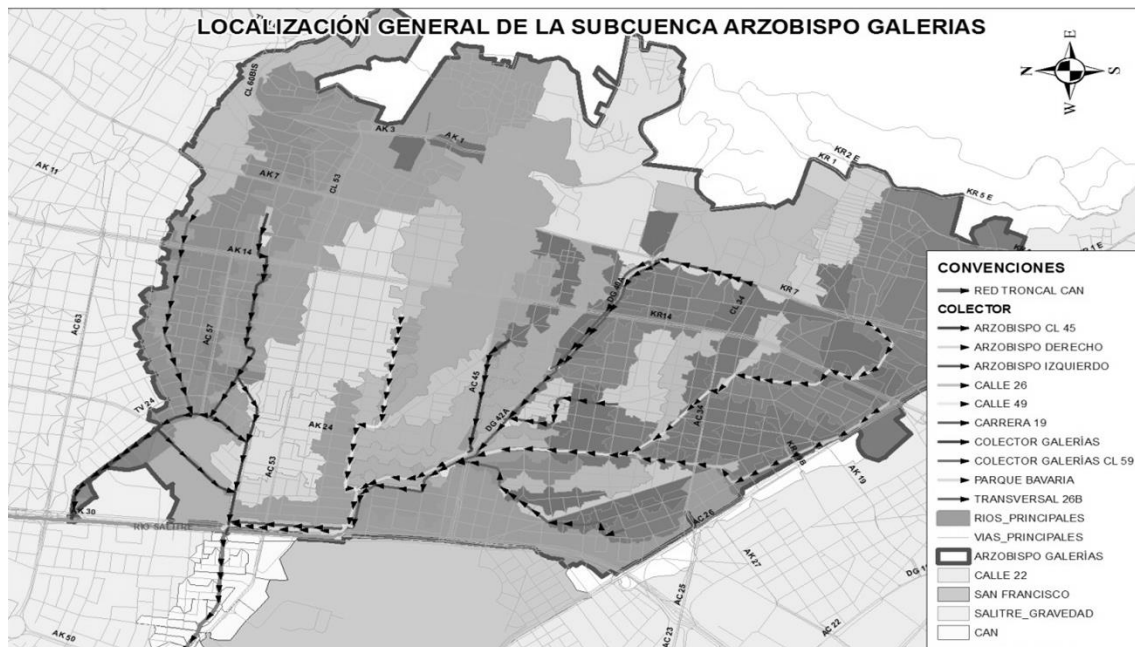 LOCALIZACIÓN GENERAL DE LA SUBCUENCA ARZOBISPO GALERIAS
E
N
S
W
CL 60BIS
AK 3
AK 1
AK 11
AK 7
CL 53
KR 2 E
KR 1
KR 5 E
AK 14
AC 63
AC 57
KR 7
CL 34
KR14
AC 45
DG 42A
AC 34
TV 24
AK 24
AC 53
AK 19
AK 30
RIO SALITRE
AC 26
AK 27
AC 25
AC 23
AC 22
AK 50
CONVENCIONES
RED TRONCAL CAN
COLECTOR
ARZOBISPO CL 45
ARZOBISPO DERECHO
ARZOBISPO IZQUIERDO
CALLE 26
CALLE 49
CARRERA 19
COLECTOR GALERÍAS
COLECTOR GALERÍAS CL 59
PARQUE BAVARIA
TRANSVERSAL 26B
RIOS_PRINCIPALES
VIAS_PRINCIPALES
ARZOBISPO GALERÍAS
CALLE 22
SAN FRANCISCO
SALITRE_GRAVEDAD
CAN